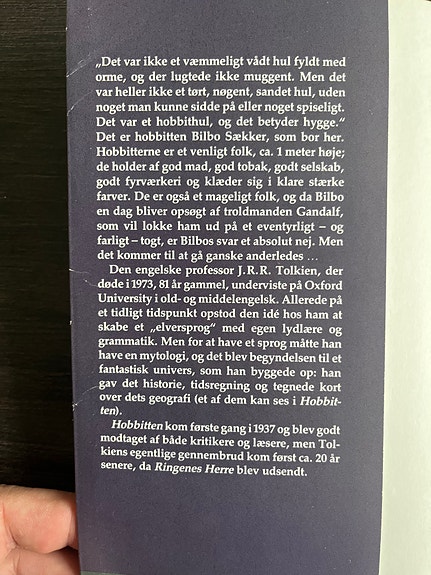 „Det var ikke et væmmeligt vådt hul fyldt med
orme, og der lugtede ikke muggent. Men det
var heller ikke et tørt, nøgent, sandet hul, uden
noget man kunne sidde på eller noget spiseligt.
Det var et hobbithul, og det betyder hygge.“
Det er hobbitten Bilbo Sækker, som bor her.
Hobbitterne er et venligt folk, ca. 1 meter høje;
de holder af god mad, god tobak, godt selskab,
godt fyrværkeri og klæder sig i klare stærke
farver. De er også et mageligt folk, og da Bilbo
en dag bliver opsøgt af troldmanden Gandalf,
som vil lokke ham ud på et eventyrligt – og
farligt – togt, er Bilbos svar et absolut nej. Men
det kommer til at gå ganske anderledes ...
Den engelske professor J.R.R. Tolkien, der
døde i 1973, 81 år gammel, underviste på Oxford
University i old- og middelengelsk. Allerede på
et tidligt tidspunkt opstod den idé hos ham at
skabe et „elversprog“ med egen lydlære og
grammatik. Men for at have et sprog måtte han
have en mytologi, og det blev begyndelsen til et
fantastisk univers, som han byggede op: han
gav det historie, tidsregning og tegnede kort
over dets geografi (et af dem kan ses i Hobbit-
ten).
Hobbitten kom første gang i 1937 og blev godt
modtaget af både kritikere og læsere, men Tol-
kiens egentlige gennembrud kom først ca. 20 år
senere, da Ringenes Herre blev udsendt.